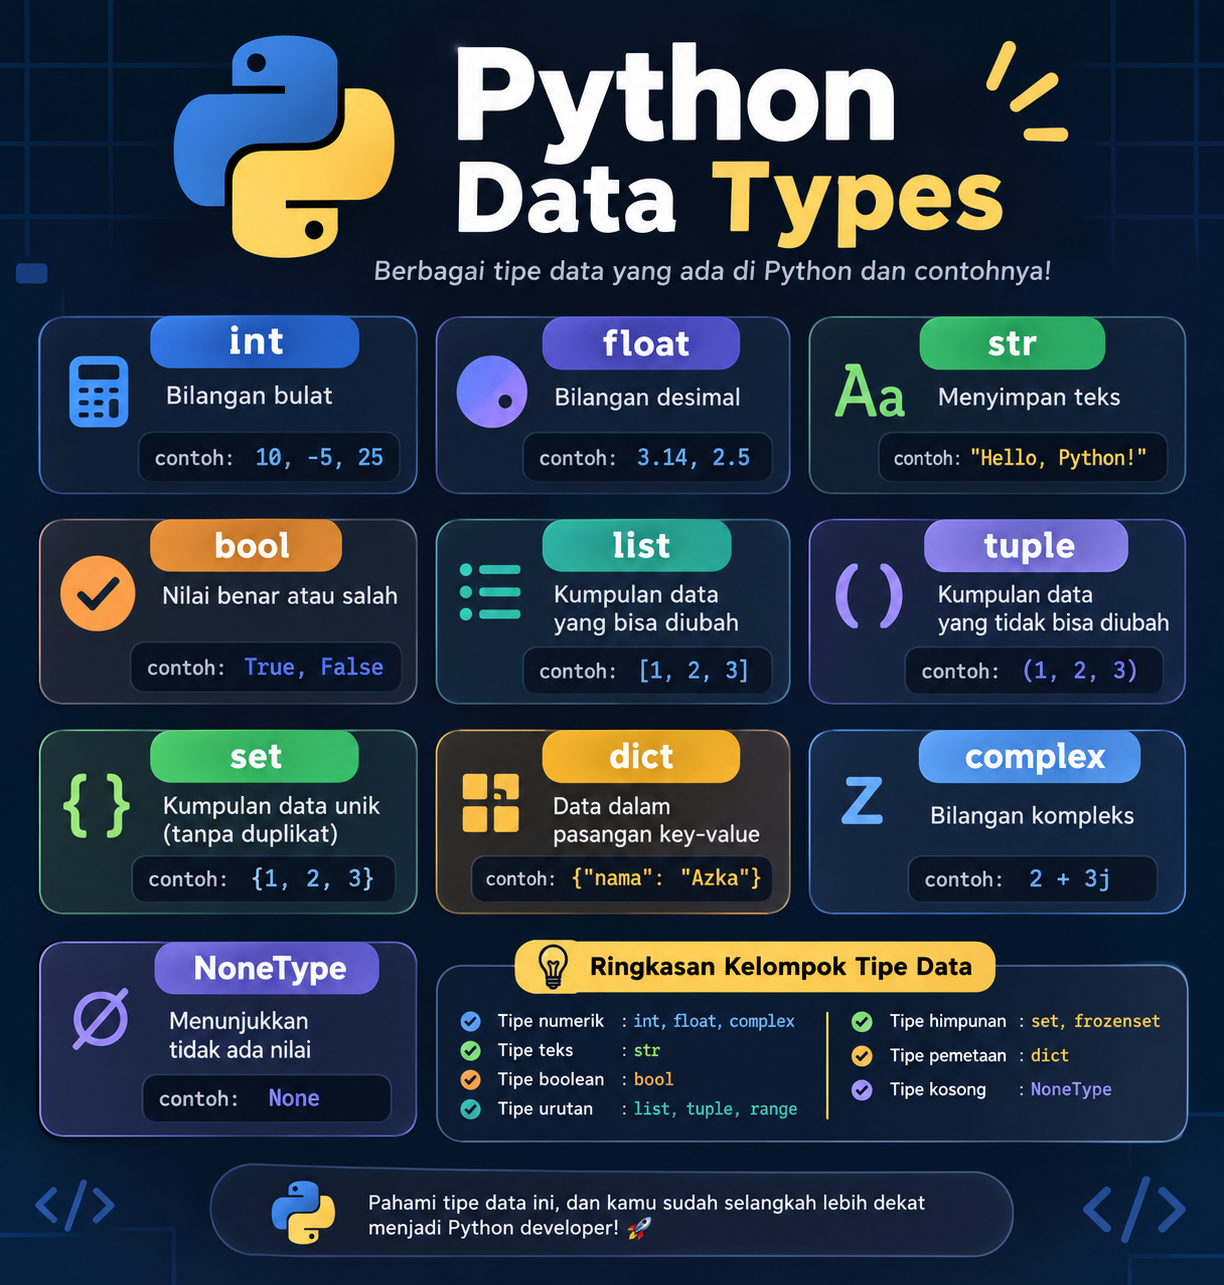 Python
Data Types
Berbagai tipe data yang ada di Python dan contohnya!
int
Bilangan bulat
contoh: 10, -5, 25
float
Bilangan desimal
contoh: 3.14, 2.5
str
Aa
Menyimpan teks
contoh: "Hello, Python!"
bool
Nilai benar atau salah
contoh: True, False
list
Kumpulan data
yang bisa diubah
contoh: [1, 2, 3]
tuple
( )
Kumpulan data
yang tidak bisa diubah
contoh: (1, 2, 3)
set
{ }
Kumpulan data unik
(tanpa duplikat)
contoh: {1, 2, 3}
dict
Data dalam
pasangan key-value
contoh: {"nama": "Azka"}
complex
Z
Bilangan kompleks
contoh: 2 + 3j
NoneType
Ø
Menunjukkan
tidak ada nilai
contoh: None
Ringkasan Kelompok Tipe Data
Tipe numerik : int, float, complex
Tipe teks : str
Tipe boolean : bool
Tipe urutan : list, tuple, range
Tipe himpunan : set, frozenset
Tipe pemetaan : dict
Tipe kosong : NoneType
</>
Pahami tipe data ini, dan kamu sudah selangkah lebih dekat
menjadi Python developer! 🚀
</>